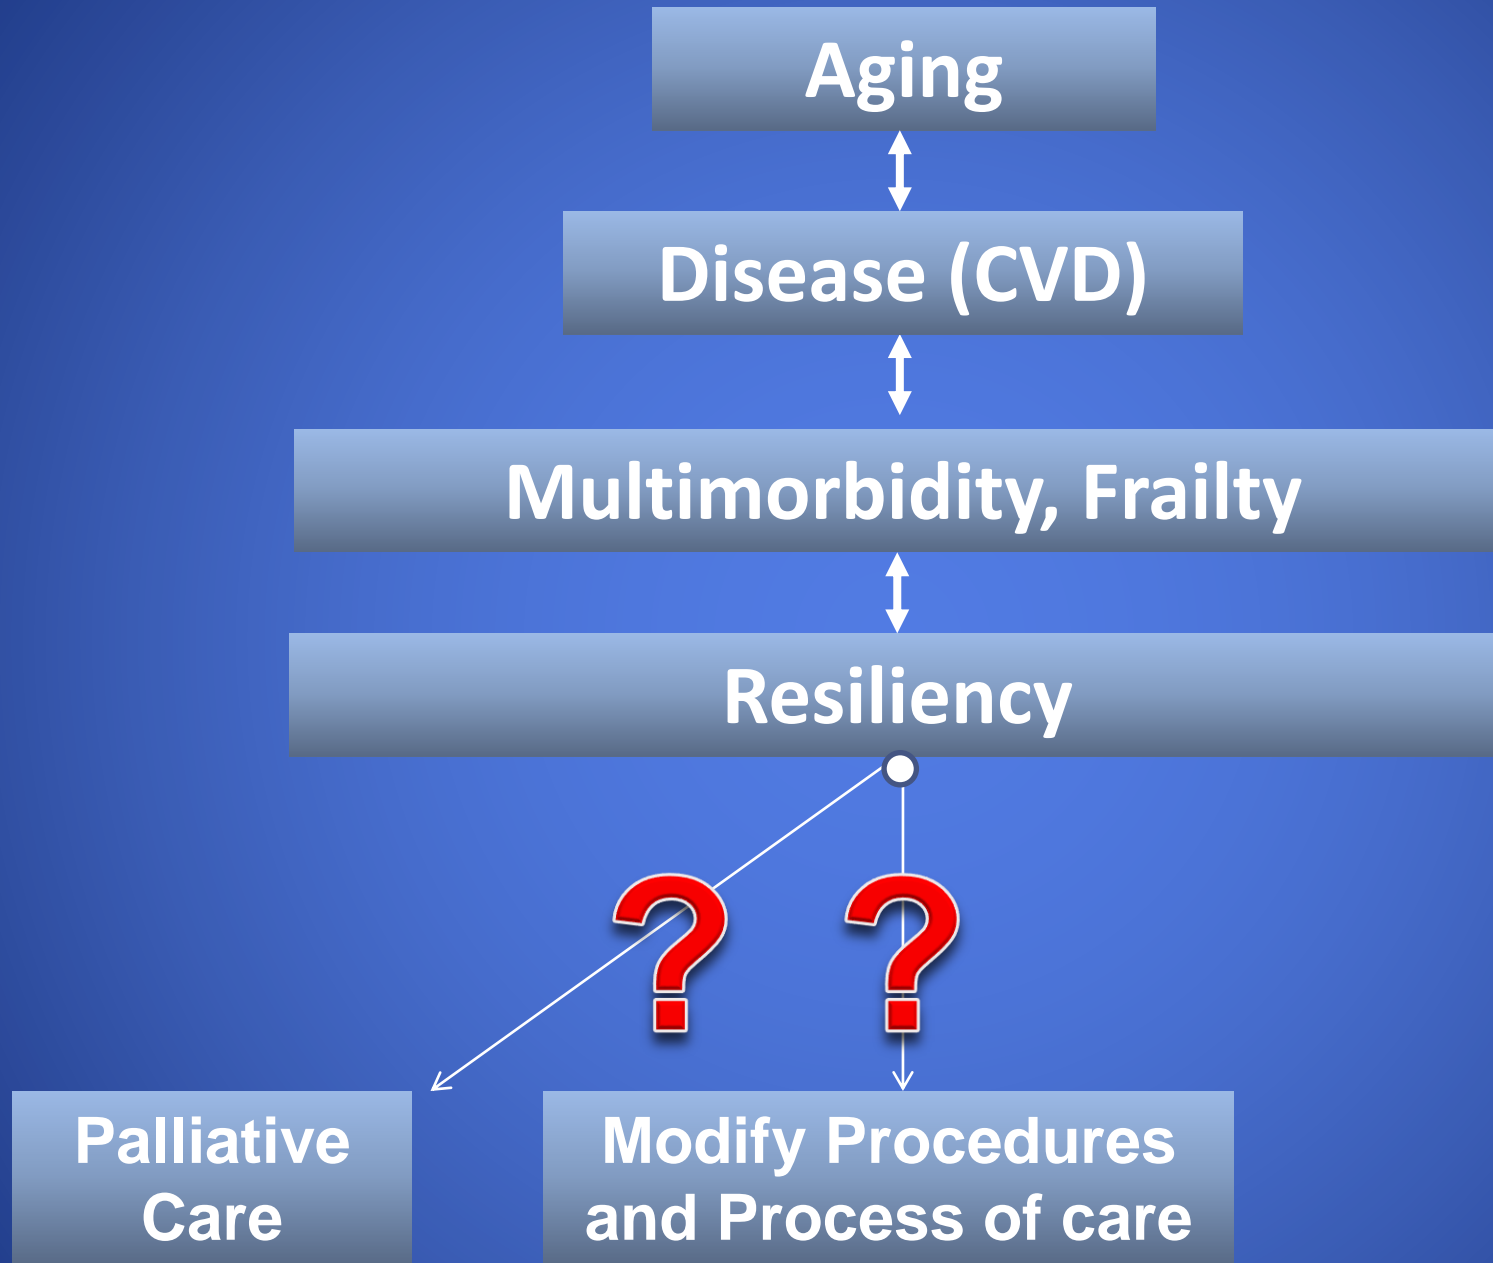 Aging
Disease (CVD)
Multimorbidity, Frailty
Resiliency
? ?
Palliative
Care
Modify Procedures
and Process of care